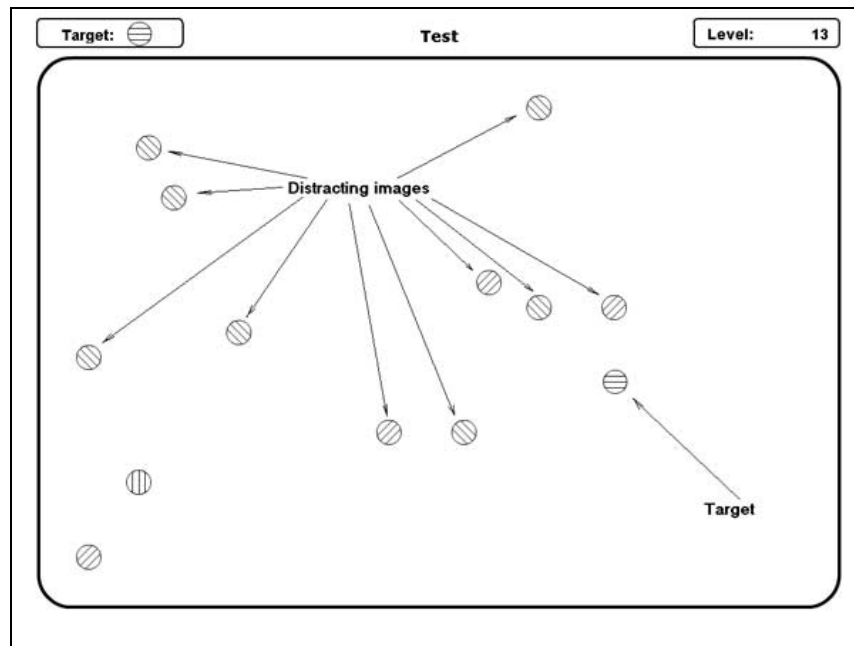 Target:
Test
Level: 13
Distracting images
Target